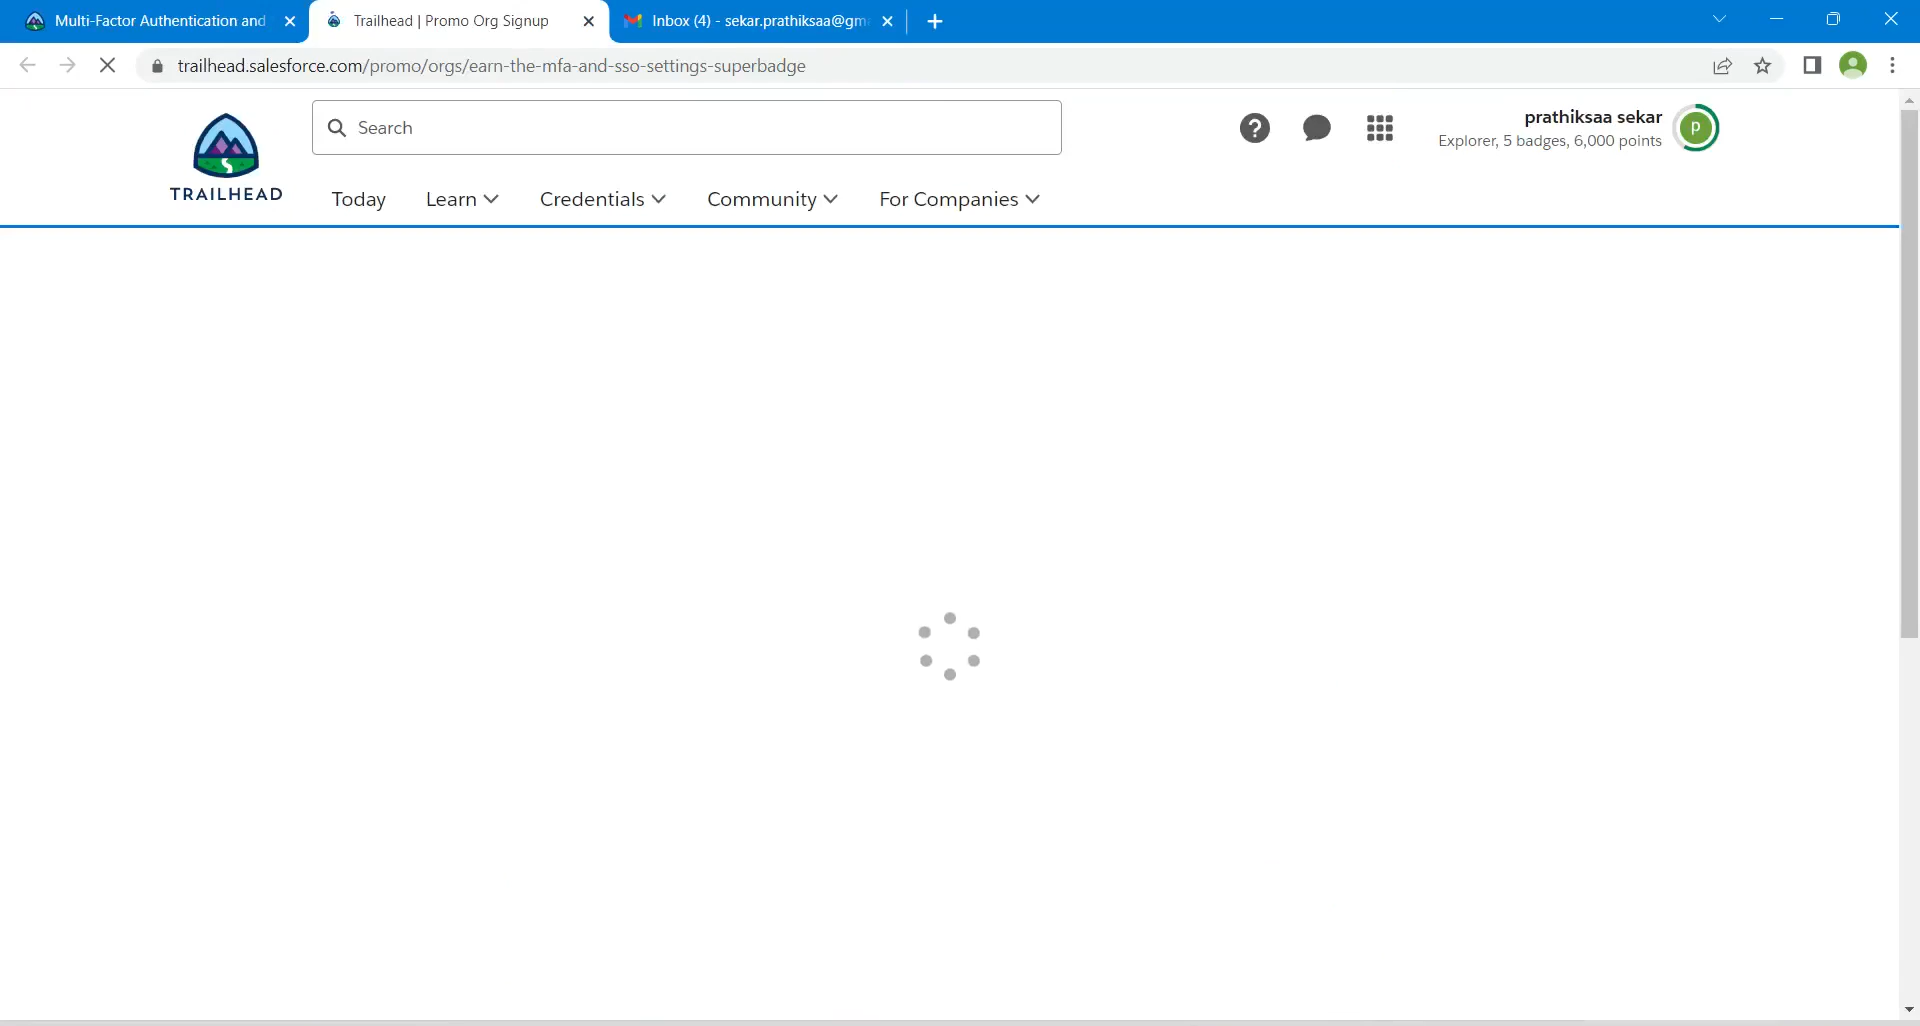 Multi-Factor Authentication and
Trailhead | Promo Org Signup
Inbox (4) - sekar.prathiksaa@gm
trailhead.salesforce.com/promo/orgs/earn-the-mfa-and-sso-settings-superbadge
TRAILHEAD
Search
?
prathiksaa sekar
Explorer, 5 badges, 6,000 points
p
Today
Learn
Credentials
Community
For Companies